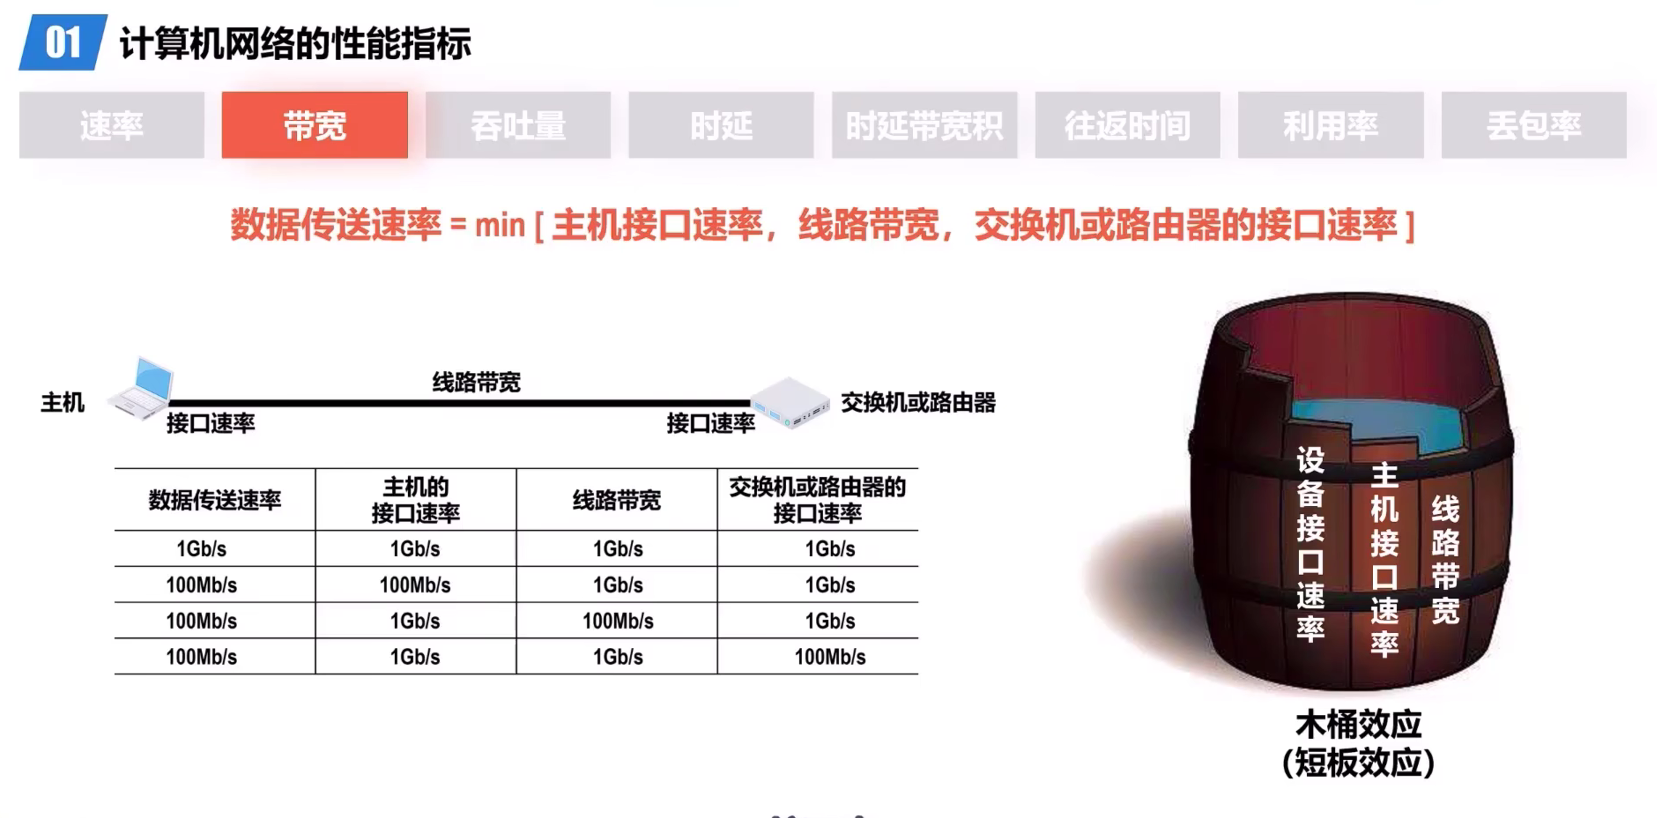 01 计算机网络的性能指标
速率 带宽 吞吐量 时延 时延带宽积 往返时间 利用率 丢包率
数据传送速率 = min [ 主机接口速率，线路带宽，交换机或路由器的接口速率 ]
主机
线路带宽
交换机或路由器
接口速率
接口速率
数据传送速率 主机的接口速率 线路带宽 交换机或路由器的接口速率
1Gb/s 1Gb/s 1Gb/s 1Gb/s
100Mb/s 100Mb/s 1Gb/s 1Gb/s
100Mb/s 1Gb/s 100Mb/s 1Gb/s
100Mb/s 1Gb/s 1Gb/s 100Mb/s
设备接口速率
主机接口速率
线路带宽
木桶效应
（短板效应）